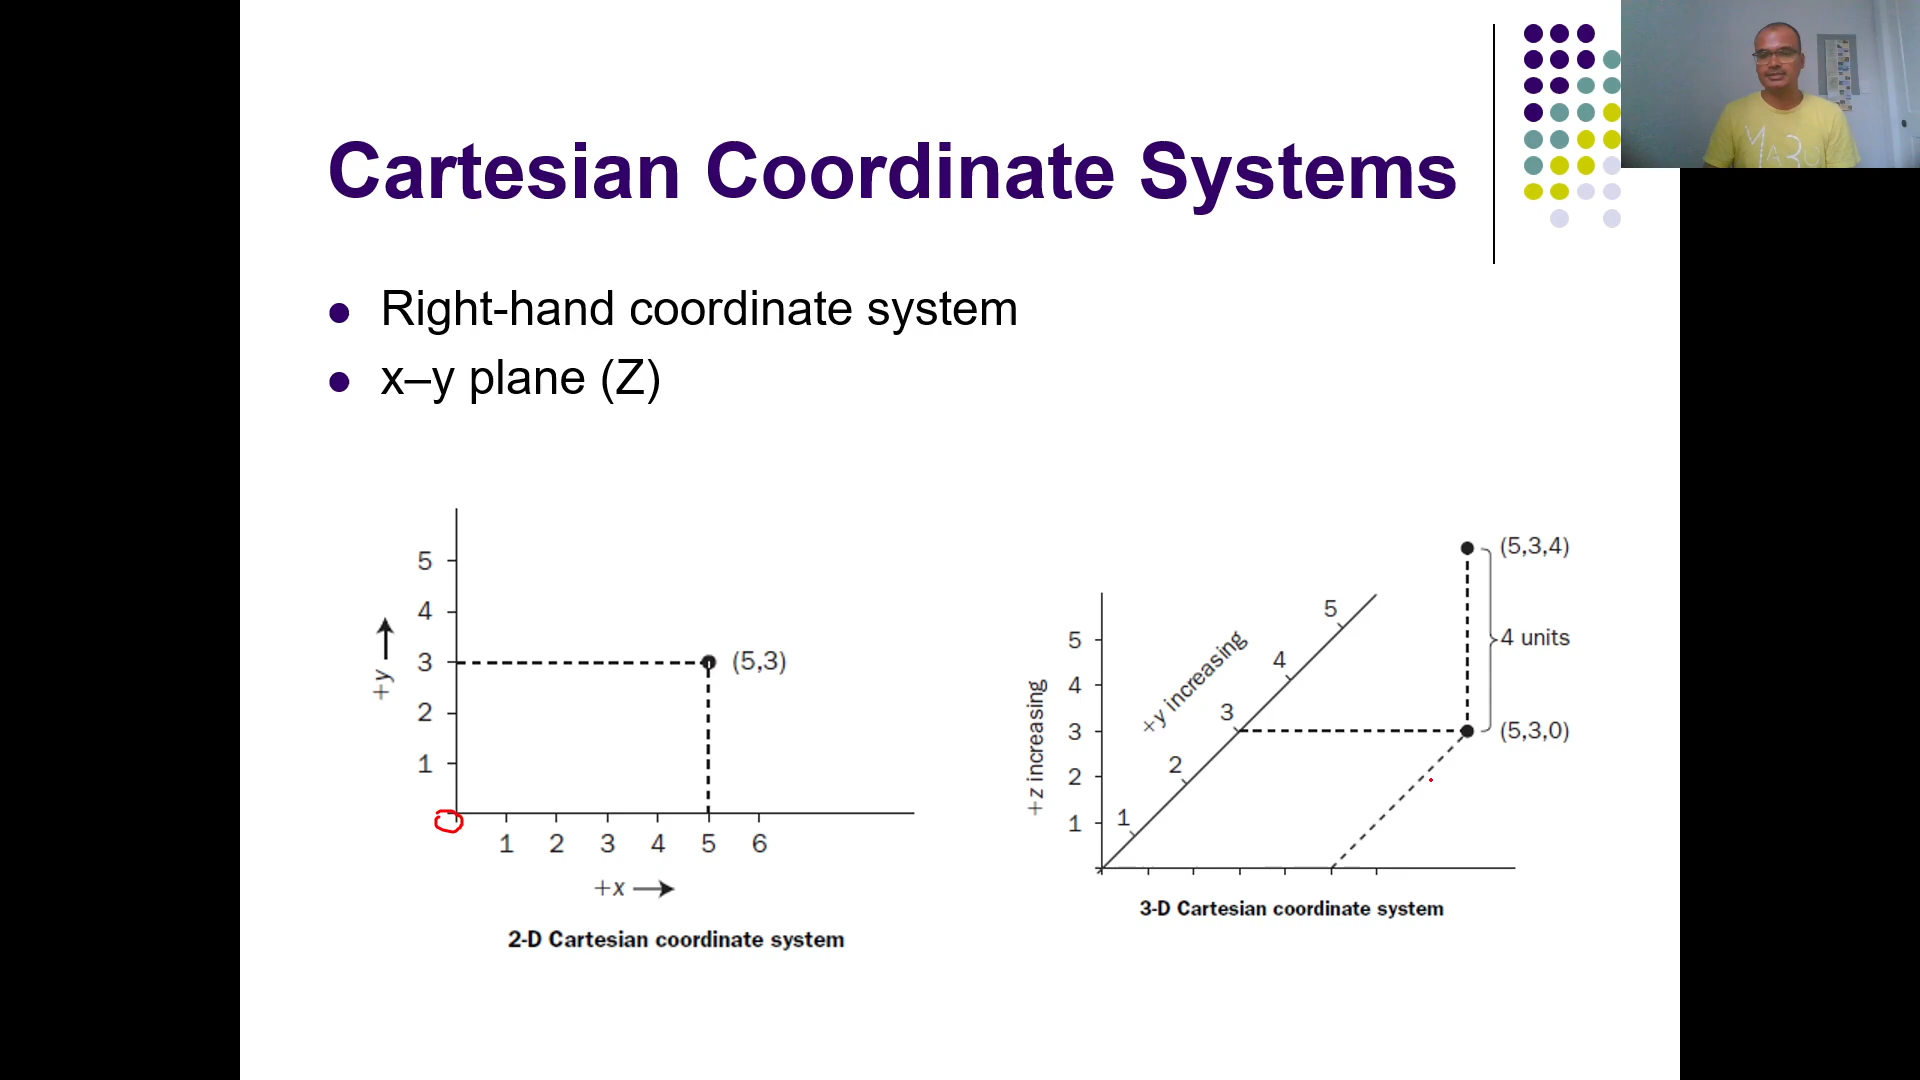 Cartesian Coordinate Systems
Right-hand coordinate system
x–y plane (Z)
5
4
3
2
1
+y
(5,3)
1 2 3 4 5 6
+x
2-D Cartesian coordinate system
5
4
3
2
1
+z increasing
+y increasing
1
2
3
4
5
(5,3,4)
4 units
(5,3,0)
3-D Cartesian coordinate system